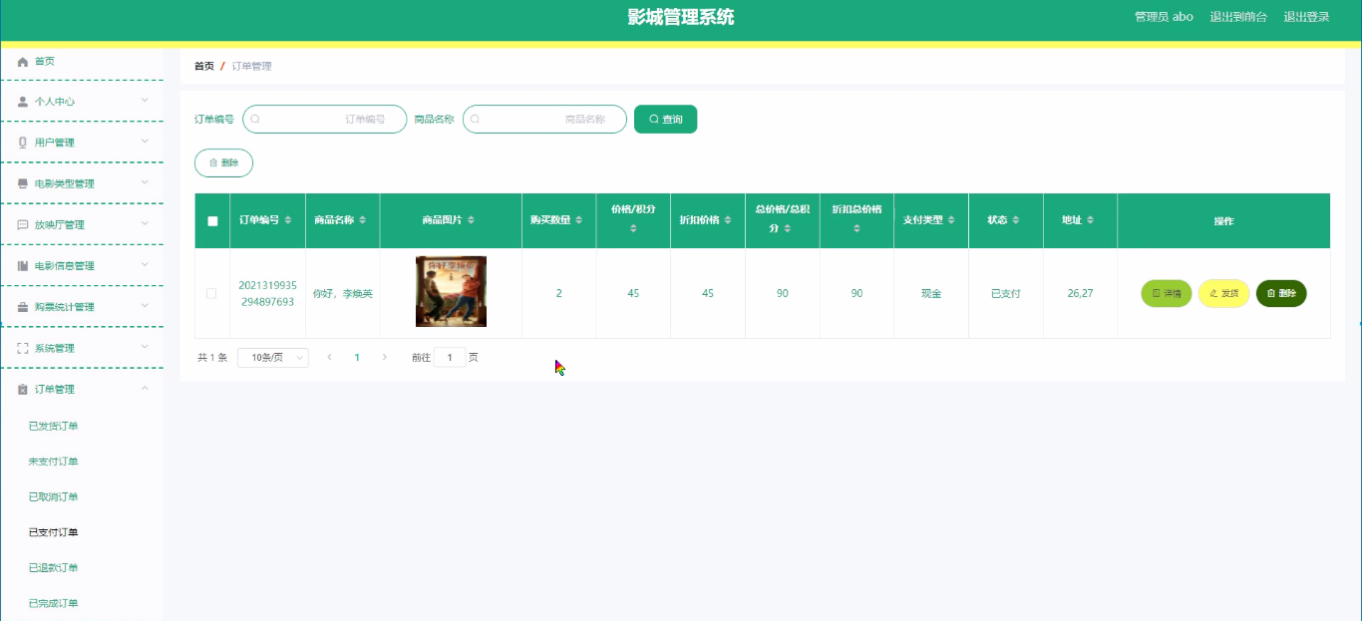 影城管理系统
管理员 abo 退出到前台 退出登录
首页
个人中心
用户管理
电影类型管理
放映厅管理
电影信息管理
购票统计管理
系统管理
订单管理
已发货订单
未支付订单
已取消订单
已支付订单
已退款订单
已完成订单
首页 / 订单管理
订单编号 订单编号 商品名称 商品名称 查询
删除
订单编号 商品名称 商品图片 购买数量 价格/积分 折扣价格 总价格/总积分 折扣总价格 支付类型 状态 地址 操作
2021319935
294897693
你好，李焕英
你好李焕英
2 45 45 90 90 现金 已支付 26,27 详情 发货 删除
共 1 条 10条/页 1 前往 1 页